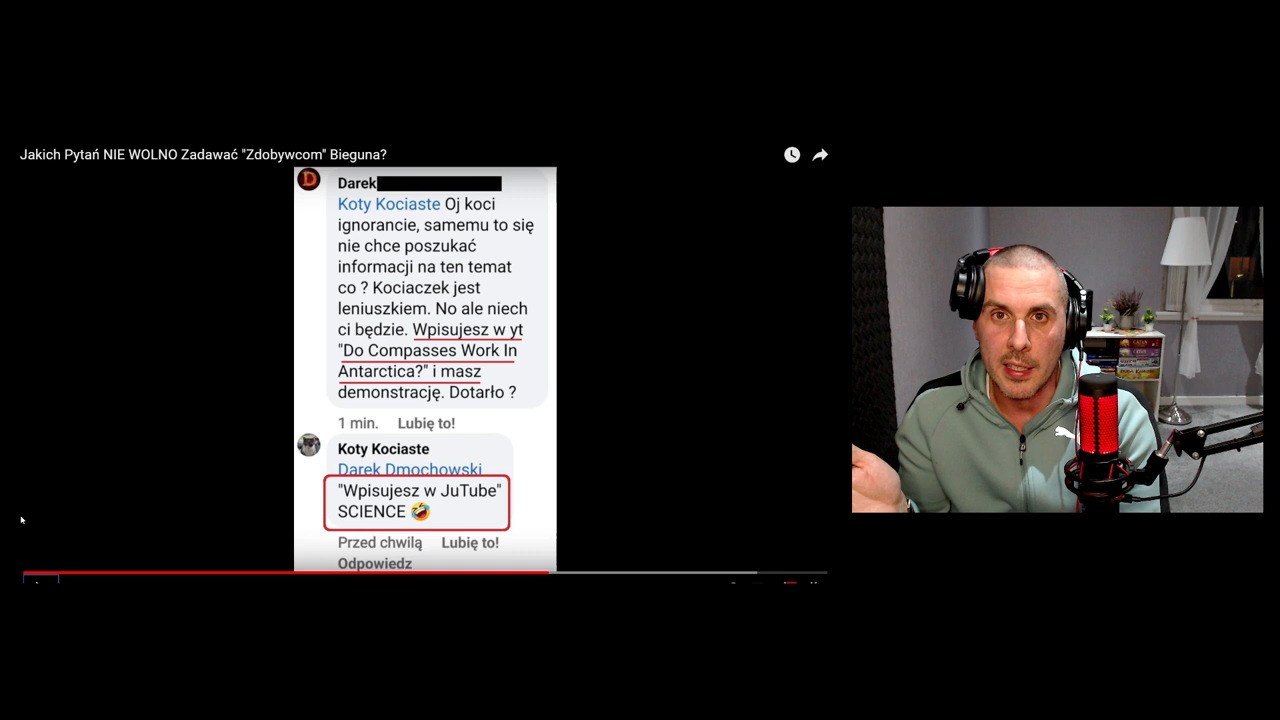 Jakich Pytań NIE WOLNO Zadawać "Zdobywcom" Bieguna?
D
Darek
Koty Kociaste Oj koci
ignorancie, samemu to się
nie chce poszukać
informacji na ten temat
co ? Kociaczek jest
leniuszkiem. No ale niech
ci będzie. Wpisujesz w yt
"Do Compasses Work In
Antarctica?" i masz
demonstrację. Dotarło ?
1 min. Lubię to!
Koty Kociaste
Darek Dmochowski
"Wpisujesz w JuTube"
SCIENCE 🤣
Przed chwilą Lubię to!
Odpowiedz
CATAN